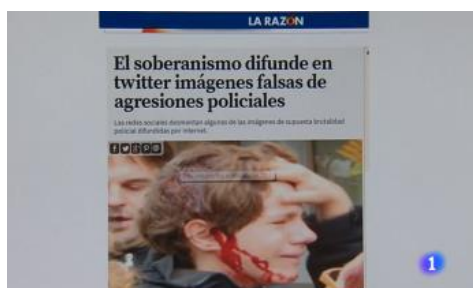 LA RAZON
El soberanismo difunde en
twitter imágenes falsas de
agresiones policiales
Las redes sociales desmontan algunas de las imágenes de supuesta brutalidad
policial difundidas por internet.
1